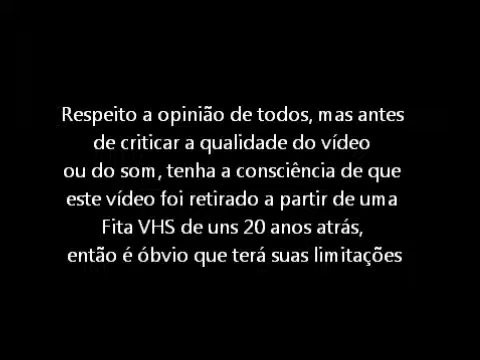 Respeito a opinião de todos, mas antes
de criticar a qualidade do vídeo
ou do som, tenha a consciência de que
este vídeo foi retirado a partir de uma
Fita VHS de uns 20 anos atrás,
então é óbvio que terá suas limitações